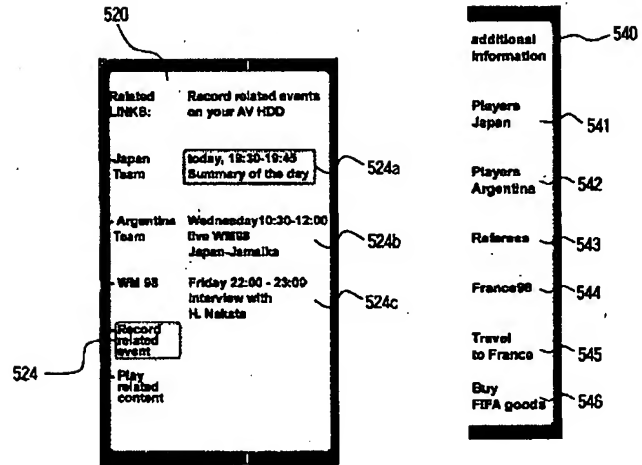 520
Related
LINKS:
Record related events
on your AV HDD
Japan
Team
today, 19:30-19:45
Summary of the day
524a
Argentina
Team
Wednesday10:30-12:00
live WM98
Japan-Jamaika
524b
WM 98
Friday 22:00 - 23:00
Interview with
H. Nakata
524c
Record
related
event
524
Play
related
content
additional
information
540
Players
Japan
541
Players
Argentina
542
Referees
543
France98
544
Travel
to France
545
Buy
FIFA goods
546